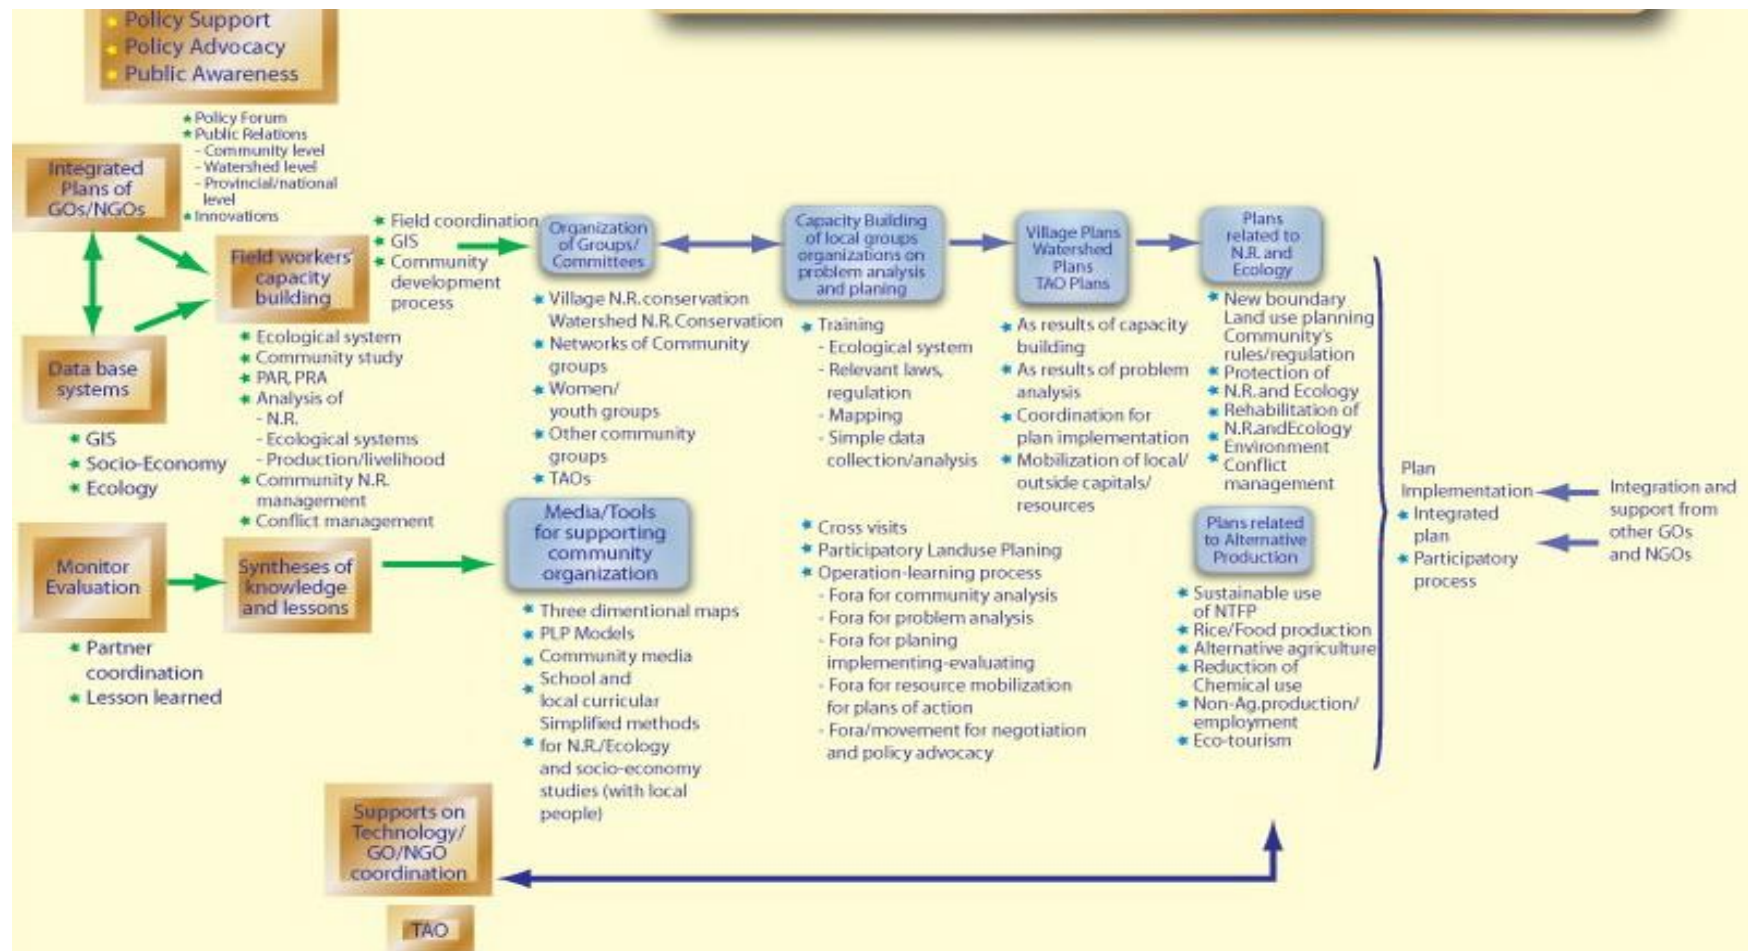 Policy Support
Policy Advocacy
Public Awareness
Policy Forum
Public Relations
- Community level
- Watershed level
- Provincial/national
level
Innovations
Integrated
Plans of
GOs/NGOs
Data base
systems
GIS
Socio-Economy
Ecology
Field workers'
capacity
building
Ecological system
Community study
PAR, PRA
Analysis of
- N.R.
- Ecological systems
- Production/livelihood
Community N.R.
management
Conflict management
Field coordination
GIS
Community
development
process
Monitor
Evaluation
Partner
coordination
Lesson learned
Syntheses of
knowledge
and lessons
Organization
of Groups/
Committees
Village N.R.conservation
Watershed N.R.Conservation
Networks of Community
groups
Women/
youth groups
Other community
groups
TAOs
Media/Tools
for supporting
community
organization
Three dimentional maps
PLP Models
Community media
School and
local curricular
Simplified methods
for N.R./Ecology
and socio-economy
studies (with local
people)
Capacity Building
of local groups
organizations on
problem analysis
and planing
Training
- Ecological system
- Relevant laws,
regulation
- Mapping
- Simple data
collection/analysis
Cross visits
Participatory Landuse Planing
Operation-learning process
- Fora for community analysis
- Fora for problem analysis
- Fora for planing
implementing-evaluating
- Fora for resource mobilization
for plans of action
- Fora/movement for negotiation
and policy advocacy
Village Plans
Watershed
Plans
TAO Plans
As results of capacity
building
As results of problem
analysis
Coordination for
plan implementation
Mobilization of local/
outside capitals/
resources
Plans
related to
N.R. and
Ecology
New boundary
Land use planning
Community's
rules/regulation
Protection of
N.R.and Ecology
Rehabilitation of
N.R.andEcology
Environment
Conflict
management
Plans related
to Alternative
Production
Sustainable use
of NTFP
Rice/Food production
Alternative agriculture
Reduction of
Chemical use
Non-Ag.production/
employment
Eco-tourism
Plan
Implementation
Integrated
plan
Participatory
process
Integration and
support from
other GOs
and NGOs
Supports on
Technology/
GO/NGO
coordination
TAO